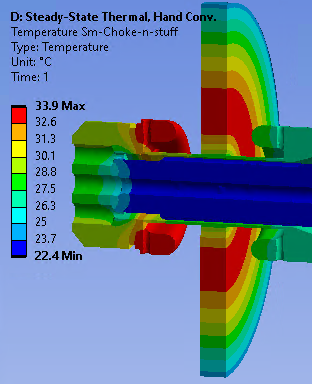 D: Steady-State Thermal, Hand Conv.
Temperature Sm-Choke-n-stuff
Type: Temperature
Unit: °C
Time: 1
33.9 Max
32.6
31.3
30.1
28.8
27.5
26.3
25
23.7
22.4 Min